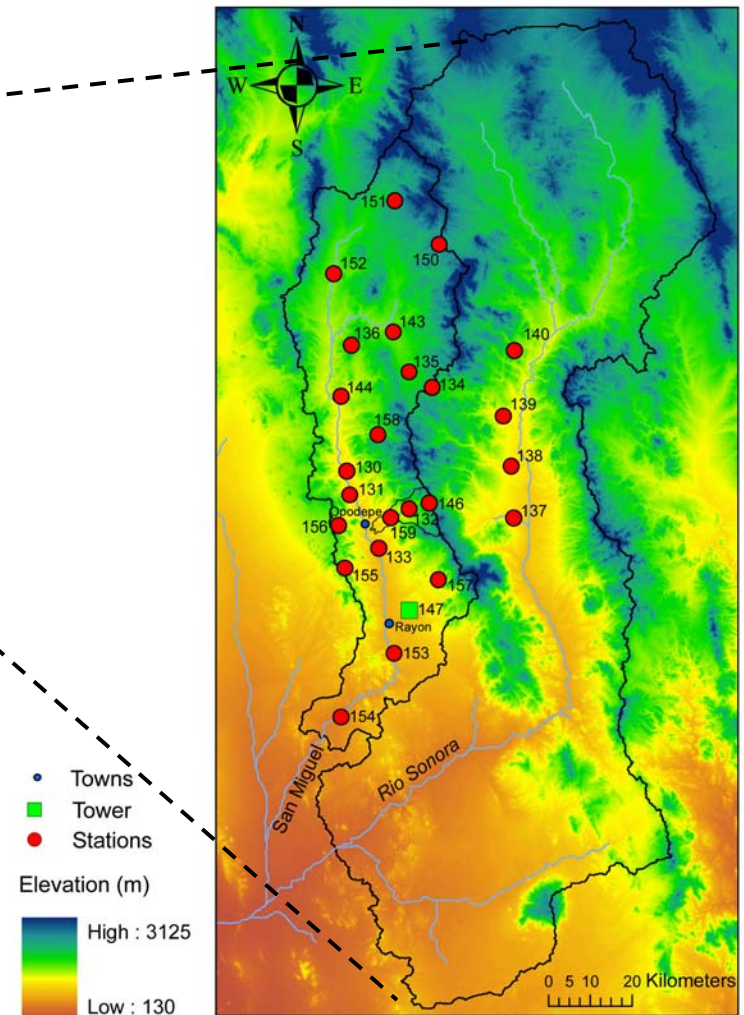 N
W E
S
151
150
152
143
136
140
135
134
144
139
158
138
130
131
146
137
132
Opodepe
159
156
133
155
157
147
Rayon
153
154
San Miguel
Rio Sonora
Towns
Tower
Stations
Elevation (m)
High : 3125
Low : 130
0 5 10 20 Kilometers